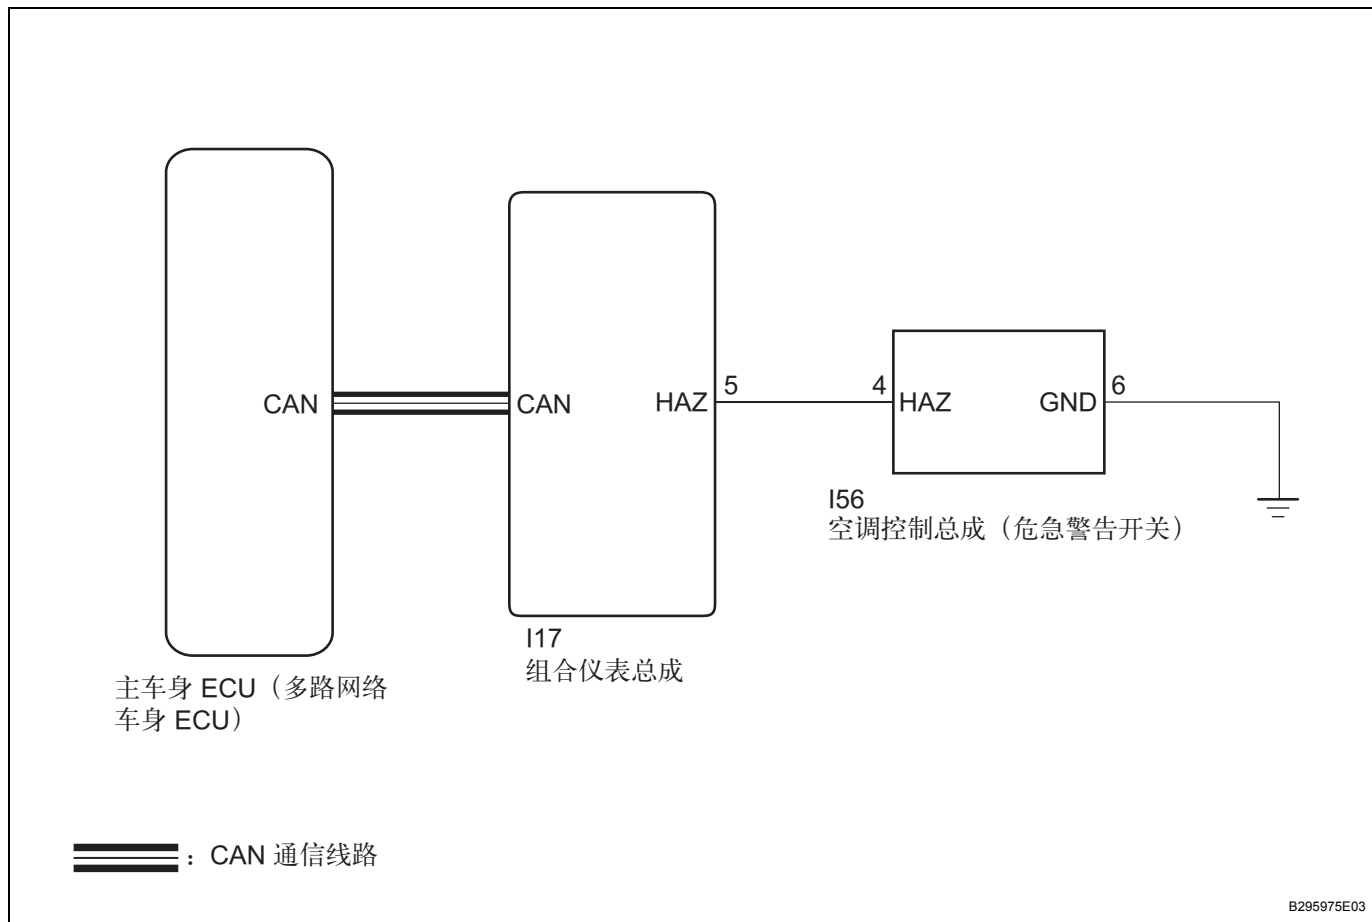 CAN
CAN
HAZ
5
4
HAZ
GND
6
I56
空调控制总成（危急警告开关）
I17
组合仪表总成
主车身 ECU（多路网络
车身 ECU）
：CAN 通信线路
B295975E03